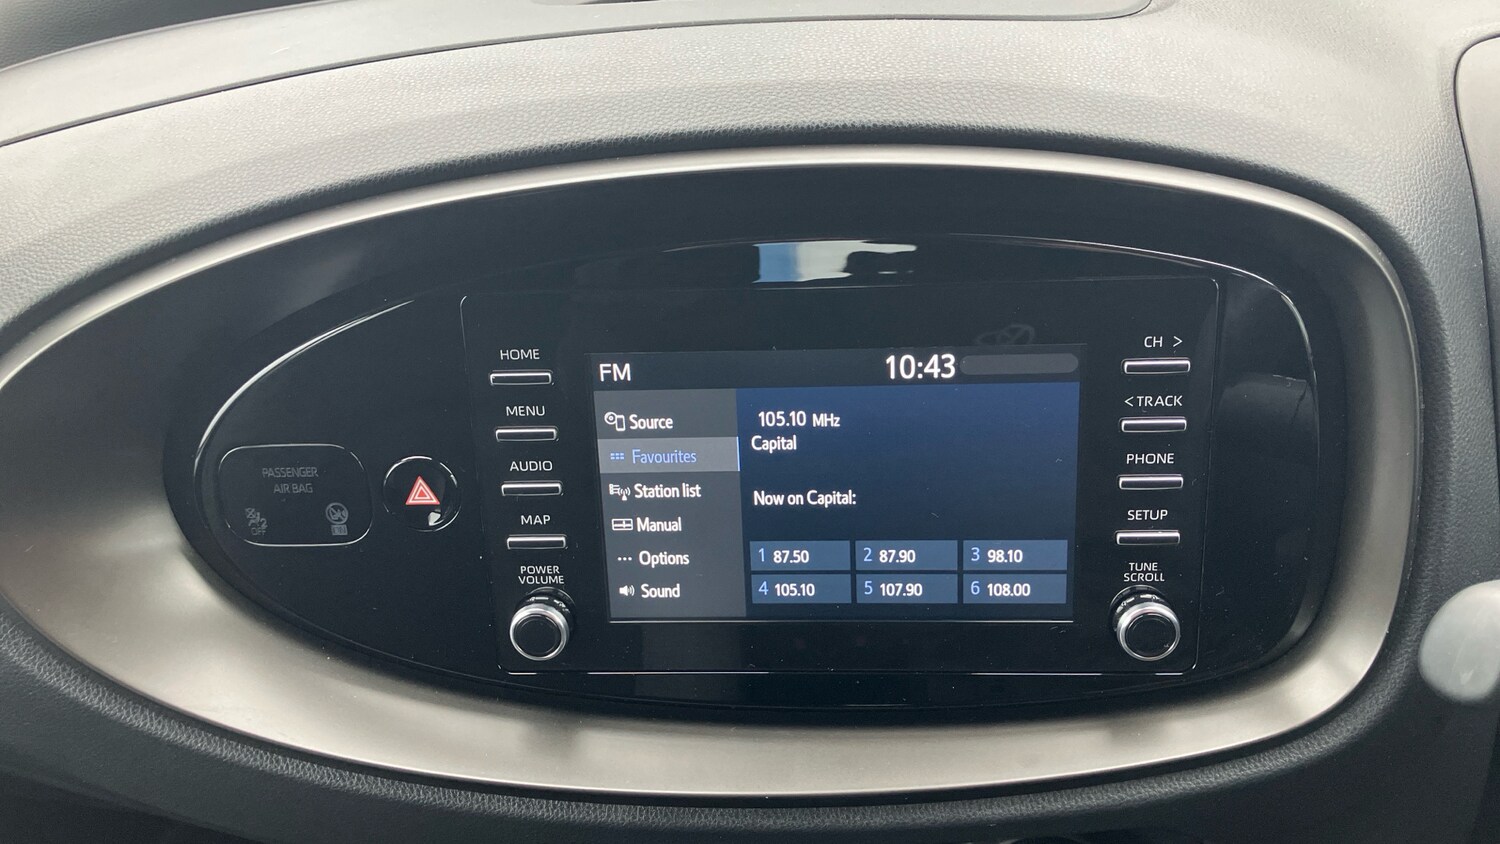 PASSENGER
AIR BAG
OFF
HOME
MENU
AUDIO
MAP
POWER
VOLUME
FM
10:43
Source
Favourites
Station list
Manual
Options
Sound
105.10 MHz
Capital
Now on Capital:
1 87.50
2 87.90
3 98.10
4 105.10
5 107.90
6 108.00
CH >
< TRACK
PHONE
SETUP
TUNE
SCROLL